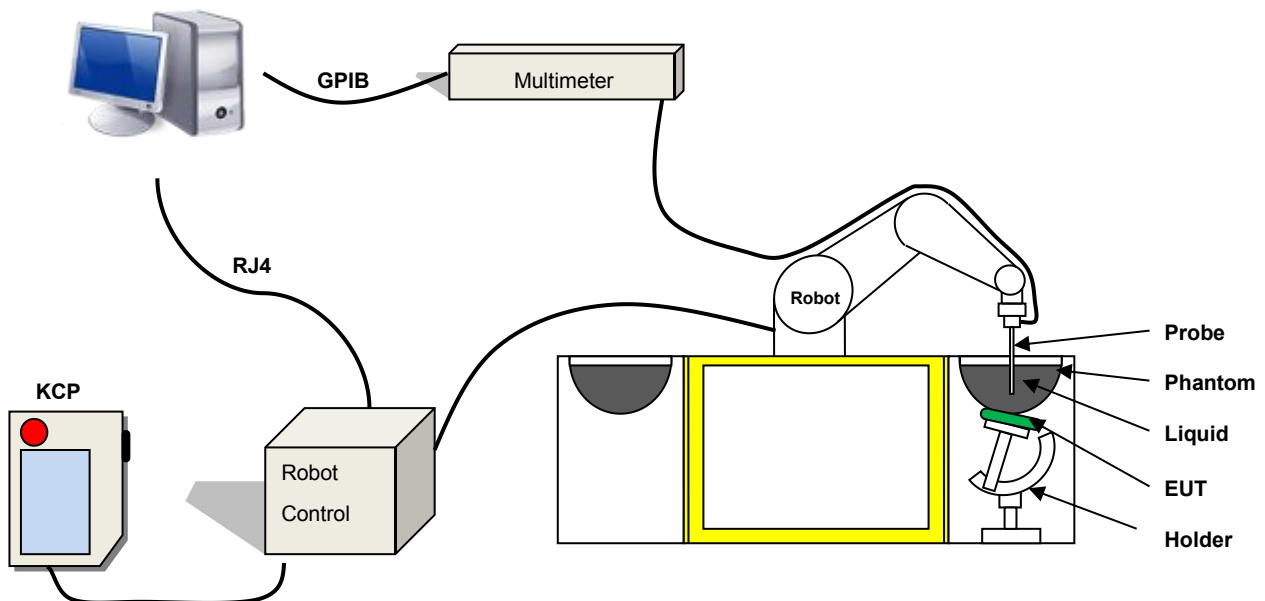 GPIB
Multimeter
RJ4
Robot
KCP
Robot
Control
Probe
Phantom
Liquid
EUT
Holder